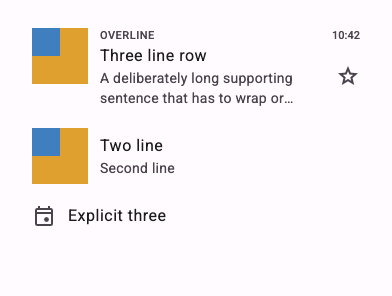 OVERLINE 10:42
Three line row
A deliberately long supporting
sentence that has to wrap or…
Two line
Second line
Explicit three